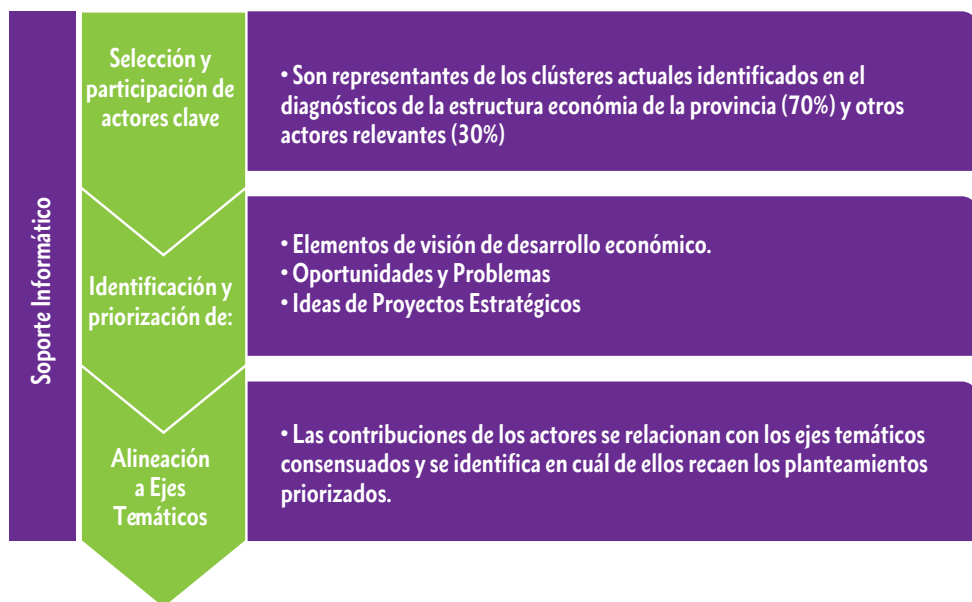 Soporte Informático
Selección y
participación de
actores clave
• Son representantes de los clústeres actuales identificados en el
diagnósticos de la estructura económia de la provincia (70%) y otros
actores relevantes (30%)
Identificación y
priorización de:
• Elementos de visión de desarrollo económico.
• Oportunidades y Problemas
• Ideas de Proyectos Estratégicos
Alineación
a Ejes
Temáticos
• Las contribuciones de los actores se relacionan con los ejes temáticos
consensuados y se identifica en cuál de ellos recaen los planteamientos
priorizados.